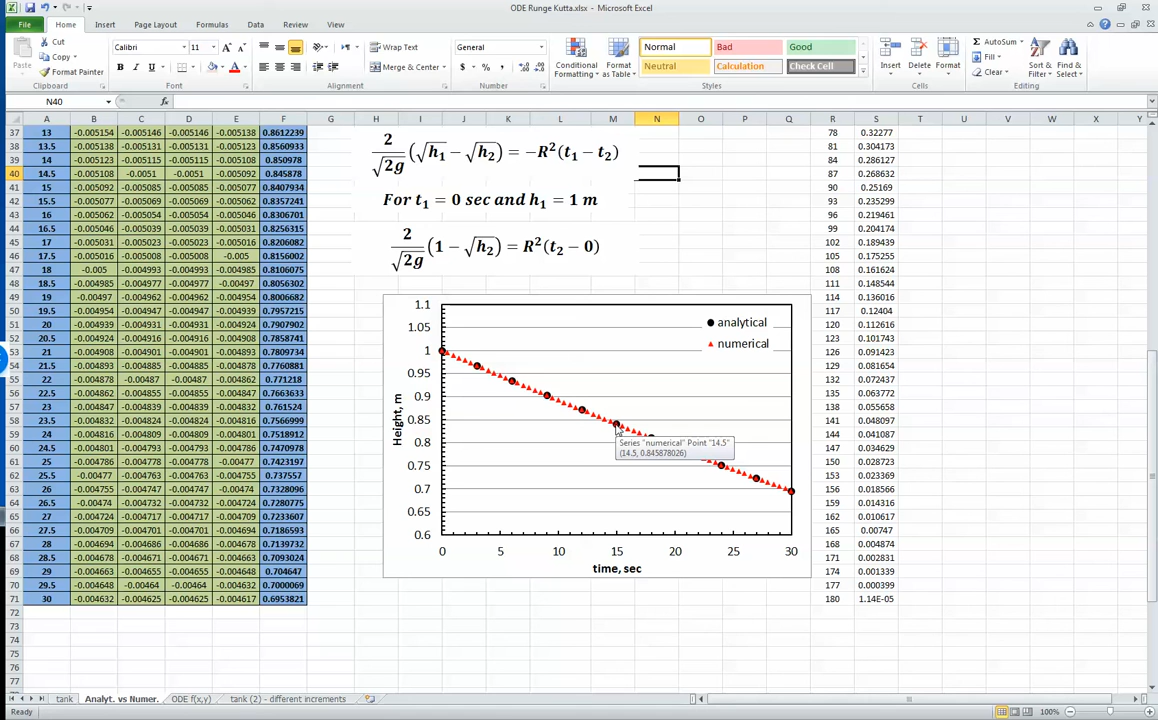 ODE Runge Kutta.xlsx - Microsoft Excel
File Home Insert Page Layout Formulas Data Review View
Cut
Copy
Format Painter
Paste
Clipboard
Calibri 11
Font
Wrap Text
Merge & Center
Alignment
General
Number
Conditional Formatting
Format as Table
Normal Bad Good
Neutral Calculation Check Cell
Styles
Insert Delete Format
Cells
AutoSum
Fill
Clear
Sort & Filter
Find & Select
Editing
N40 fx
A B C D E F G H I J K L M N O P Q R S T U V W X Y
37 13 -0.005154 -0.005146 -0.005146 -0.005138 0.8612239 78 0.32277
38 13.5 -0.005138 -0.005131 -0.005131 -0.005123 0.8560933 81 0.304173
39 14 -0.005123 -0.005115 -0.005115 -0.005108 0.850978 84 0.286127
40 14.5 -0.005108 -0.0051 -0.0051 -0.005092 0.845878 87 0.268632
41 15 -0.005092 -0.005085 -0.005085 -0.005077 0.8407934 90 0.25169
42 15.5 -0.005077 -0.005069 -0.005069 -0.005062 0.8357241 93 0.235299
43 16 -0.005062 -0.005054 -0.005054 -0.005046 0.8306701 96 0.219461
44 16.5 -0.005046 -0.005039 -0.005039 -0.005031 0.8256315 99 0.204174
45 17 -0.005031 -0.005023 -0.005023 -0.005016 0.8206082 102 0.189439
46 17.5 -0.005016 -0.005008 -0.005008 -0.005 0.8156002 105 0.175255
47 18 -0.005 -0.004993 -0.004993 -0.004985 0.8106075 108 0.161624
48 18.5 -0.004985 -0.004977 -0.004977 -0.00497 0.8056302 111 0.148544
49 19 -0.00497 -0.004962 -0.004962 -0.004954 0.8006682 114 0.136016
50 19.5 -0.004954 -0.004947 -0.004947 -0.004939 0.7957215 117 0.12404
51 20 -0.004939 -0.004931 -0.004931 -0.004924 0.7907902 120 0.112616
52 20.5 -0.004924 -0.004916 -0.004916 -0.004908 0.7858741 123 0.101743
53 21 -0.004908 -0.004901 -0.004901 -0.004893 0.7809734 126 0.091423
54 21.5 -0.004893 -0.004885 -0.004885 -0.004878 0.7760881 129 0.081654
55 22 -0.004878 -0.00487 -0.00487 -0.004862 0.771218 132 0.072437
56 22.5 -0.004862 -0.004855 -0.004855 -0.004847 0.7663633 135 0.063772
57 23 -0.004847 -0.004839 -0.004839 -0.004832 0.761524 138 0.055658
58 23.5 -0.004832 -0.004824 -0.004824 -0.004816 0.7566999 141 0.048097
59 24 -0.004816 -0.004809 -0.004809 -0.004801 0.7518912 144 0.041087
60 24.5 -0.004801 -0.004793 -0.004793 -0.004786 0.7470978 147 0.034629
61 25 -0.004786 -0.004778 -0.004778 -0.00477 0.7423197 150 0.028723
62 25.5 -0.00477 -0.004763 -0.004763 -0.004755 0.737557 153 0.023369
63 26 -0.004755 -0.004747 -0.004747 -0.00474 0.7328096 156 0.018566
64 26.5 -0.00474 -0.004732 -0.004732 -0.004724 0.7280775 159 0.014316
65 27 -0.004724 -0.004717 -0.004717 -0.004709 0.7233607 162 0.010617
66 27.5 -0.004709 -0.004701 -0.004701 -0.004694 0.7186593 165 0.00747
67 28 -0.004694 -0.004686 -0.004686 -0.004678 0.7139732 168 0.004874
68 28.5 -0.004678 -0.004671 -0.004671 -0.004663 0.7093024 171 0.002831
69 29 -0.004663 -0.004655 -0.004655 -0.004648 0.704647 174 0.001339
70 29.5 -0.004648 -0.00464 -0.00464 -0.004632 0.7000069 177 0.000399
71 30 -0.004632 -0.004625 -0.004625 -0.004617 0.6953821 180 1.14E-05
72
73
74
75
76
77
2/√2g (√h₁ − √h₂) = −R²(t₁ − t₂)
For t₁ = 0 sec and h₁ = 1 m
2/√2g (1 − √h₂) = R²(t₂ − 0)
1.1
1.05
1
0.95
0.9
0.85
0.8
0.75
0.7
0.65
0.6
Height, m
analytical
numerical
Series "numerical" Point "14.5"
(14.5, 0.845878026)
0 5 10 15 20 25 30
time, sec
tank Analyt. vs Numer. ODE f(x,y) tank (2) - different increments
Ready 100%